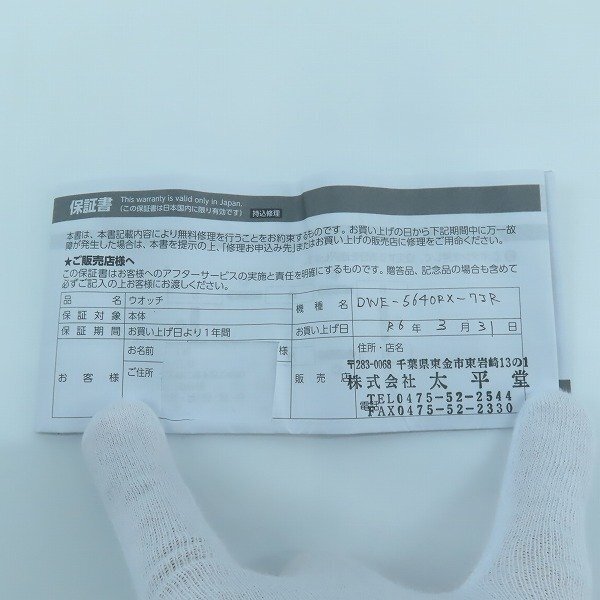 保証書 This warranty is valid only in Japan.
(この保証書は日本国内に限り有効です) 持込修理
本書は、本書記載内容により無料修理を行うことをお約束するものです。お買い上げの日から下記期間中に万一故
障が発生した場合は、本書を提示の上、「修理お申込み先」またはお買い上げの販売店に修理をご用命ください。
★ご販売店様へ
この保証書はお客様へのアフターサービスの実施と責任を明確にするものです。贈答品、記念品の場合も含めて
必ずご記入の上お客様にお渡しください。
品名 ウオッチ 機種名 DWE-5640RX-7JR
保証対象 本体
保証期間 お買い上げ日より1年間 お買い上げ日 R6年3月31日
お客様 お名前 様
ご住所
販売店 住所・店名
〒283-0068 千葉県東金市東岩崎13の1
株式会社 太平堂
電話 TEL0475-52-2544
FAX0475-52-2330